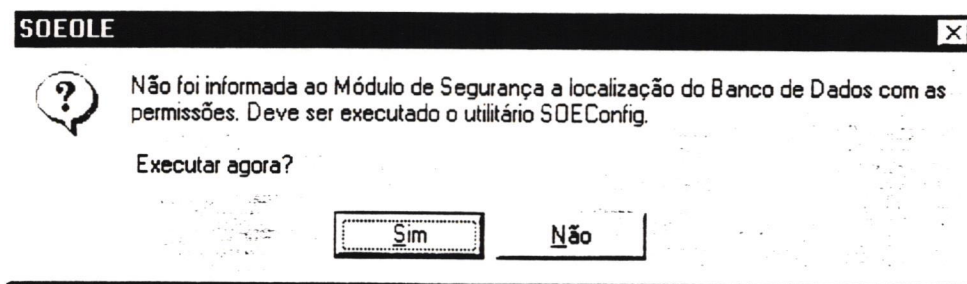 SOEOLE
Não foi informada ao Módulo de Segurança a localização do Banco de Dados com as
permissões. Deve ser executado o utilitário SOEConfig.
Executar agora?
Sim
Não